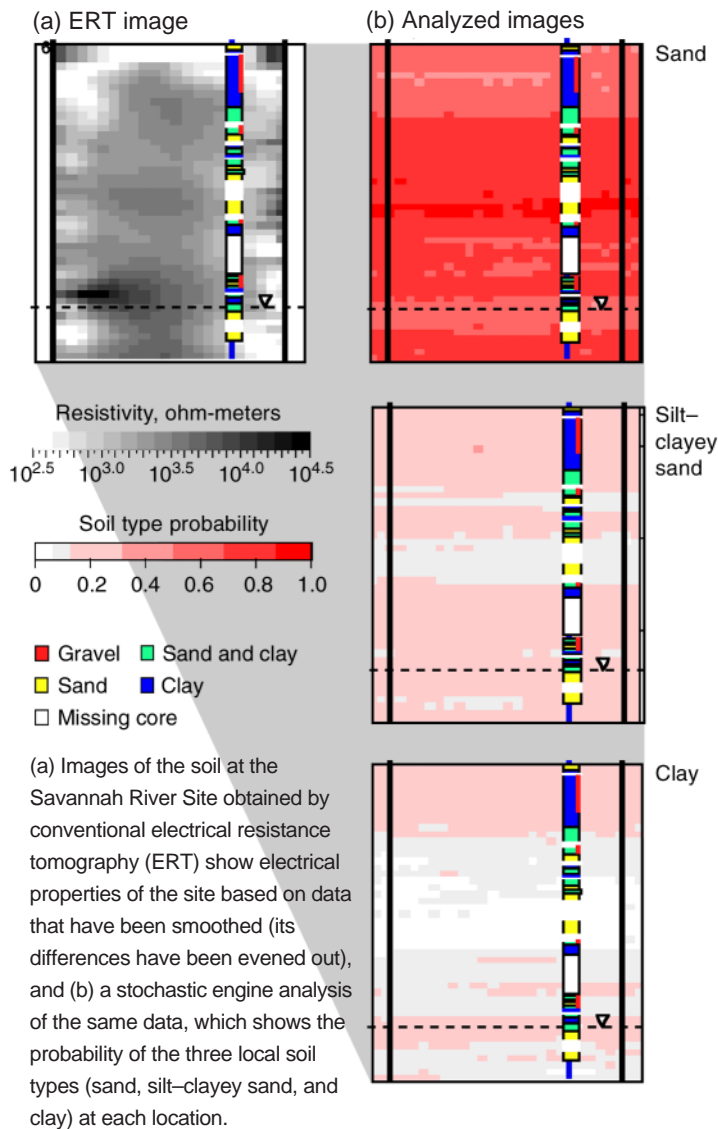 (a) ERT image
(b) Analyzed images
Sand
Resistivity, ohm-meters
10^2.5 10^3.0 10^3.5 10^4.0 10^4.5
Soil type probability
0 0.2 0.4 0.6 0.8 1.0
Silt–
clayey
sand
Gravel
Sand and clay
Sand
Clay
Missing core
Clay
(a) Images of the soil at the
Savannah River Site obtained by
conventional electrical resistance
tomography (ERT) show electrical
properties of the site based on data
that have been smoothed (its
differences have been evened out),
and (b) a stochastic engine analysis
of the same data, which shows the
probability of the three local soil
types (sand, silt–clayey sand, and
clay) at each location.